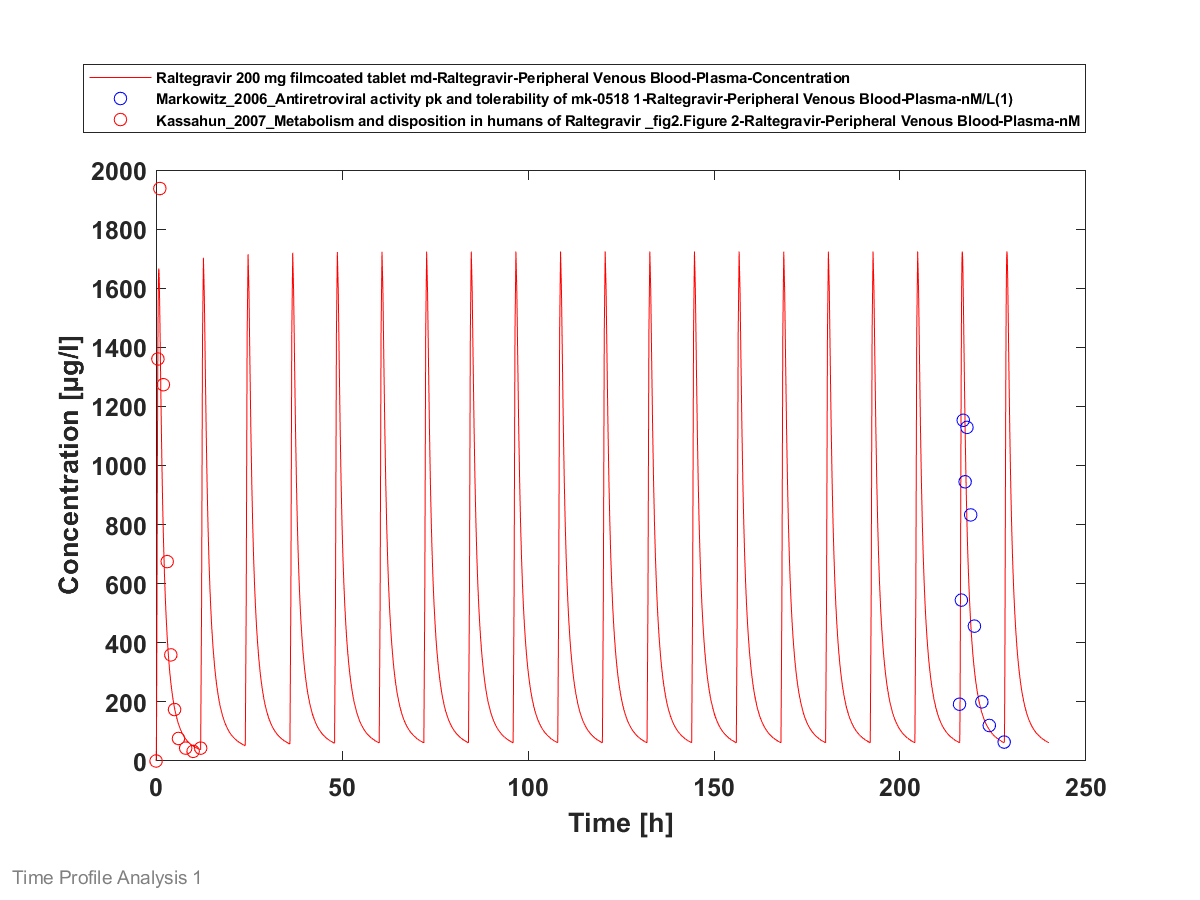 Raltegravir 200 mg filmcoated tablet md-Raltegravir-Peripheral Venous Blood-Plasma-Concentration
Markowitz_2006_Antiretroviral activity pk and tolerability of mk-0518 1-Raltegravir-Peripheral Venous Blood-Plasma-nM/L(1)
Kassahun_2007_Metabolism and disposition in humans of Raltegravir _fig2.Figure 2-Raltegravir-Peripheral Venous Blood-Plasma-nM
2000
1800
1600
1400
1200
1000
800
600
400
200
0
Concentration [µg/l]
0 50 100 150 200 250
Time [h]
Time Profile Analysis 1